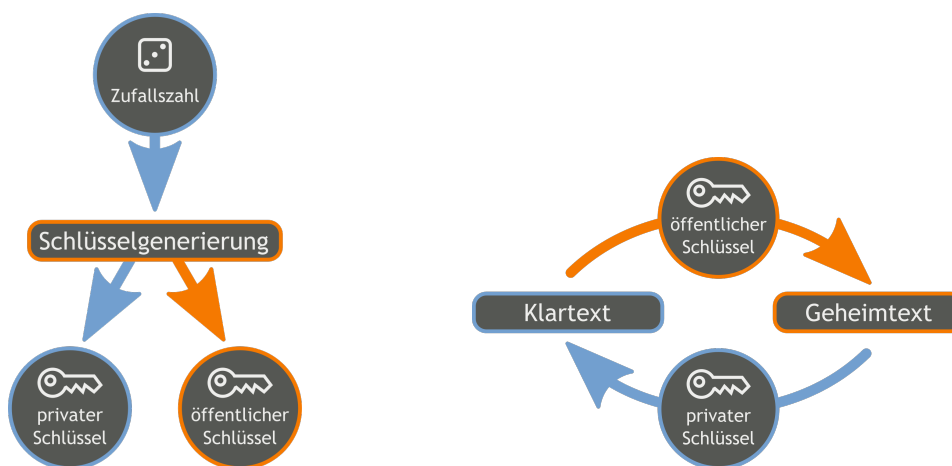 Zufallszahl
Schlüsselgenerierung
privater
Schlüssel
öffentlicher
Schlüssel
öffentlicher
Schlüssel
Klartext
Geheimtext
privater
Schlüssel